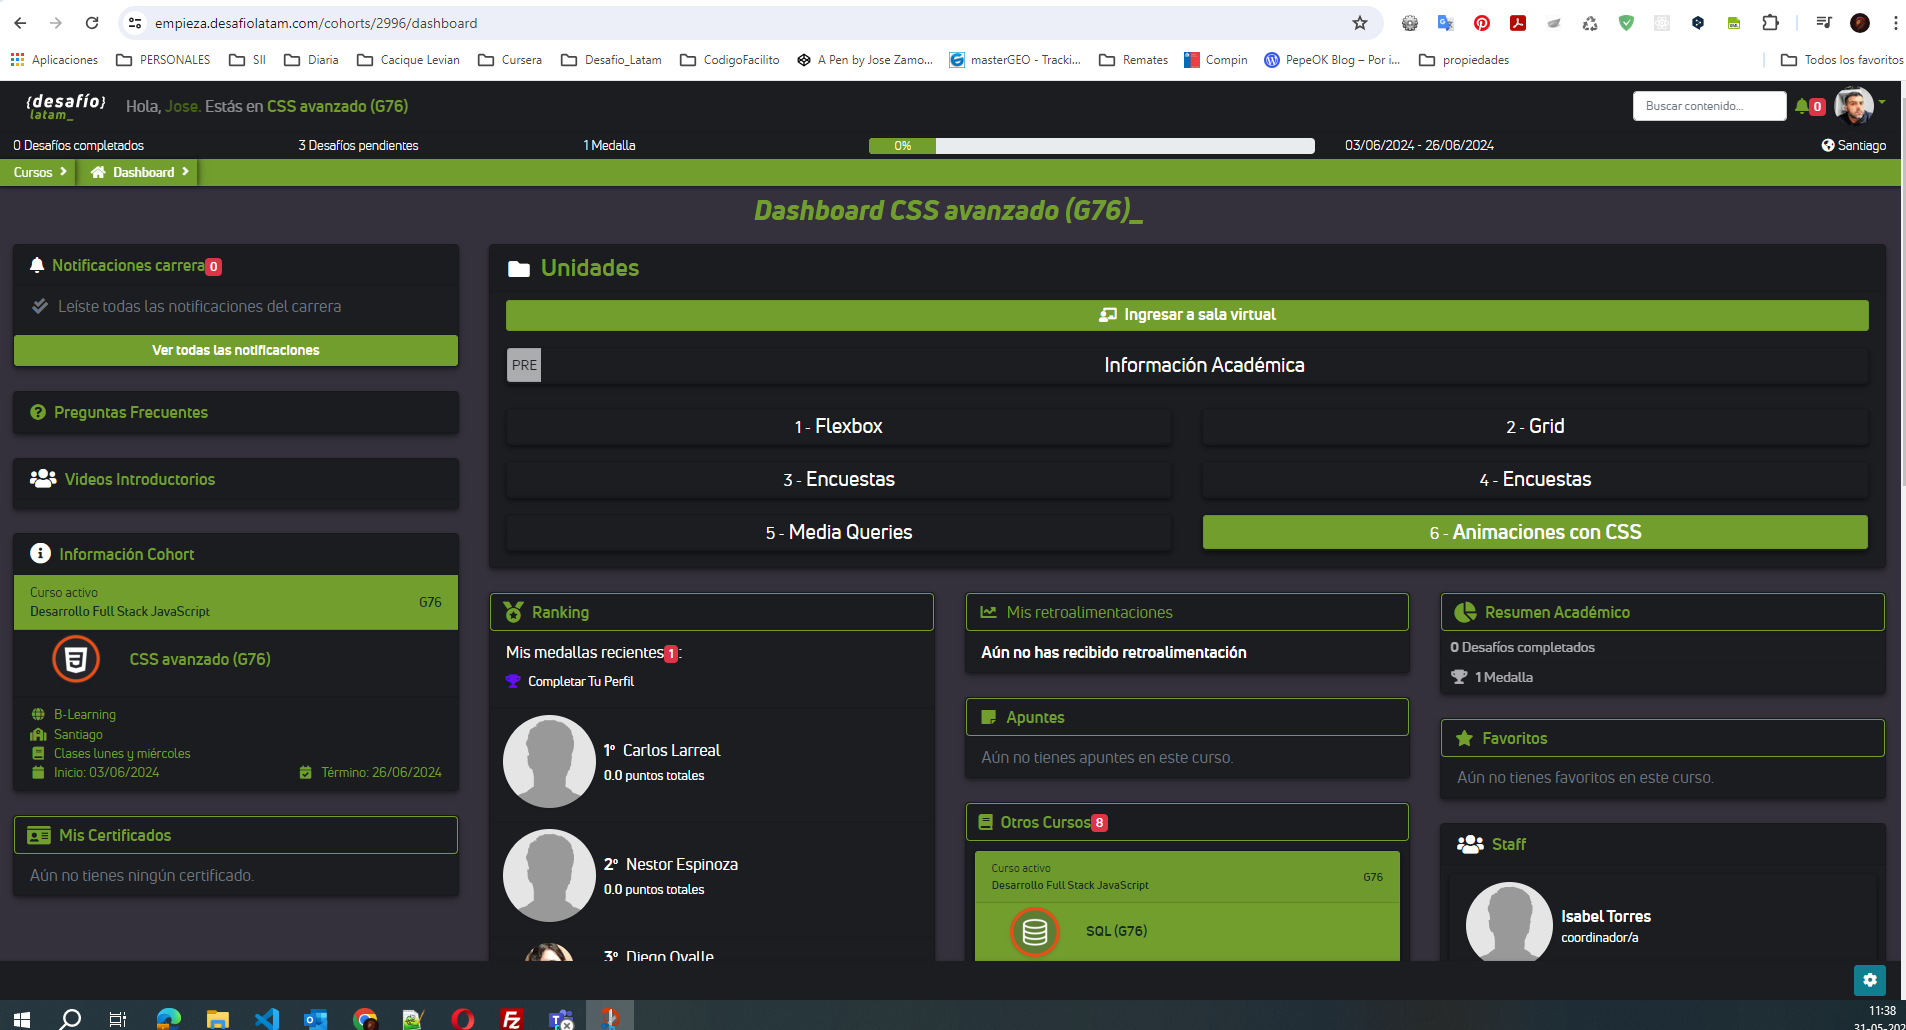 empieza.desafiolatam.com/cohorts/2996/dashboard
Aplicaciones PERSONALES SII Diaria Cacique Levian Cursera Desafio_Latam CodigoFacilito A Pen by Jose Zamo... masterGEO - Tracki... Remates Compin PepeOK Blog – Por i... propiedades Todos los favoritos
{desafío}
latam_
Hola, Jose. Estás en CSS avanzado (G76)
Buscar contenido...
0
0 Desafíos completados 3 Desafíos pendientes 1 Medalla 0% 03/06/2024 - 26/06/2024 Santiago
Cursos Dashboard
Dashboard CSS avanzado (G76)_
Notificaciones carrera 0
Leíste todas las notificaciones del carrera
Ver todas las notificaciones
Preguntas Frecuentes
Videos Introductorios
Información Cohort
Curso activo
Desarrollo Full Stack JavaScript
G76
CSS avanzado (G76)
B-Learning
Santiago
Clases lunes y miércoles
Inicio: 03/06/2024 Término: 26/06/2024
Mis Certificados
Aún no tienes ningún certificado.
Unidades
Ingresar a sala virtual
PRE Información Académica
1 - Flexbox 2 - Grid
3 - Encuestas 4 - Encuestas
5 - Media Queries 6 - Animaciones con CSS
Ranking
Mis medallas recientes 1:
Completar Tu Perfil
1º Carlos Larreal
0.0 puntos totales
2º Nestor Espinoza
0.0 puntos totales
3º Diego Ovalle
Mis retroalimentaciones
Aún no has recibido retroalimentación
Apuntes
Aún no tienes apuntes en este curso.
Otros Cursos 8
Curso activo
Desarrollo Full Stack JavaScript
G76
SQL (G76)
Resumen Académico
0 Desafíos completados
1 Medalla
Favoritos
Aún no tienes favoritos en este curso.
Staff
Isabel Torres
coordinador/a
11:38
31-05-202